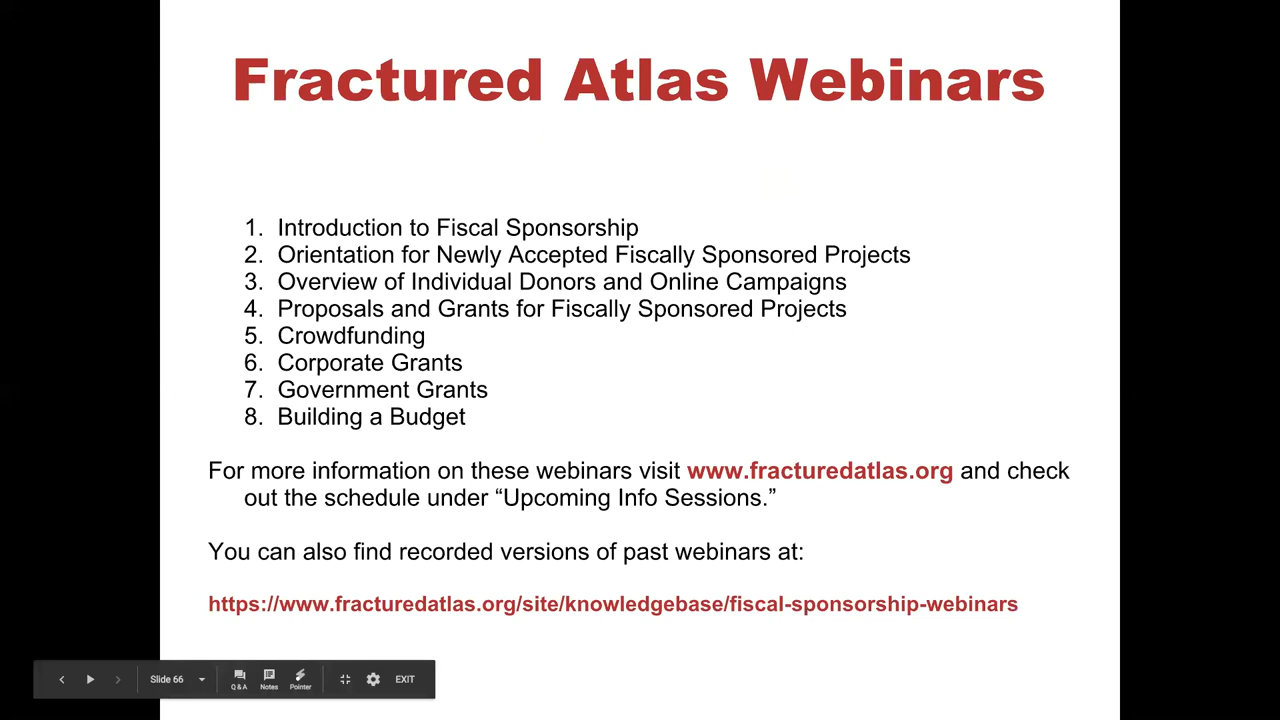 Fractured Atlas Webinars
1. Introduction to Fiscal Sponsorship
2. Orientation for Newly Accepted Fiscally Sponsored Projects
3. Overview of Individual Donors and Online Campaigns
4. Proposals and Grants for Fiscally Sponsored Projects
5. Crowdfunding
6. Corporate Grants
7. Government Grants
8. Building a Budget
For more information on these webinars visit www.fracturedatlas.org and check
out the schedule under “Upcoming Info Sessions.”
You can also find recorded versions of past webinars at:
https://www.fracturedatlas.org/site/knowledgebase/fiscal-sponsorship-webinars
Slide 66 Q & A Notes Pointer EXIT